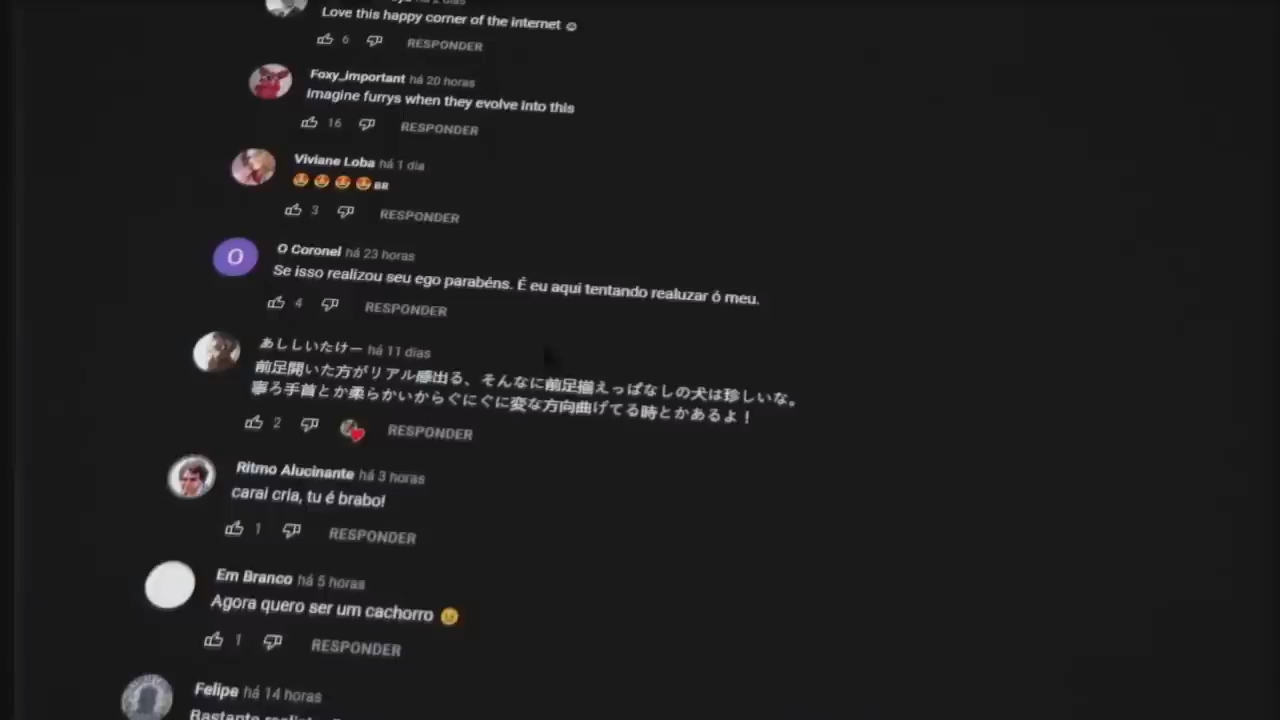 há 2 dias
Love this happy corner of the internet ☺
6 RESPONDER
Foxy_important há 20 horas
Imagine furrys when they evolve into this
16 RESPONDER
Viviane Loba há 1 dia
🤩🤩🤩🤩BR
3 RESPONDER
O
O Coronel há 23 horas
Se isso realizou seu ego parabéns. É eu aqui tentando realuzar ó meu.
4 RESPONDER
あししいたけー há 11 dias
前足開いた方がリアル感出る、そんなに前足揃えっぱなしの犬は珍しいな。
寧ろ手首とか柔らかいからぐにぐに変な方向曲げてる時とかあるよ！
2 RESPONDER
Ritmo Alucinante há 3 horas
carai cria, tu é brabo!
1 RESPONDER
Em Branco há 5 horas
Agora quero ser um cachorro 😐
1 RESPONDER
Felipe há 14 horas
Bastante